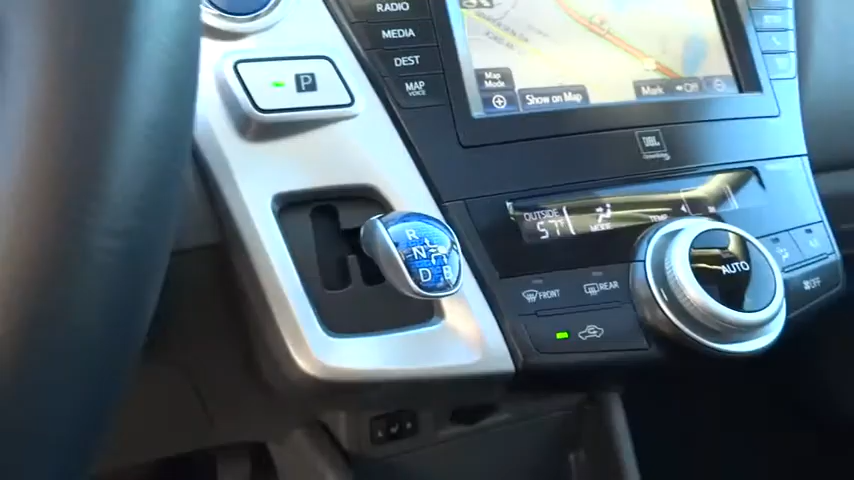 RADIO
MEDIA
DEST
MAP
VOICE
P
Map
Mode
Show on Map
Mark
Off
JBL
OUTSIDE
57°F
MODE
TEMP
R
N
D B
FRONT
REAR
AUTO
OFF